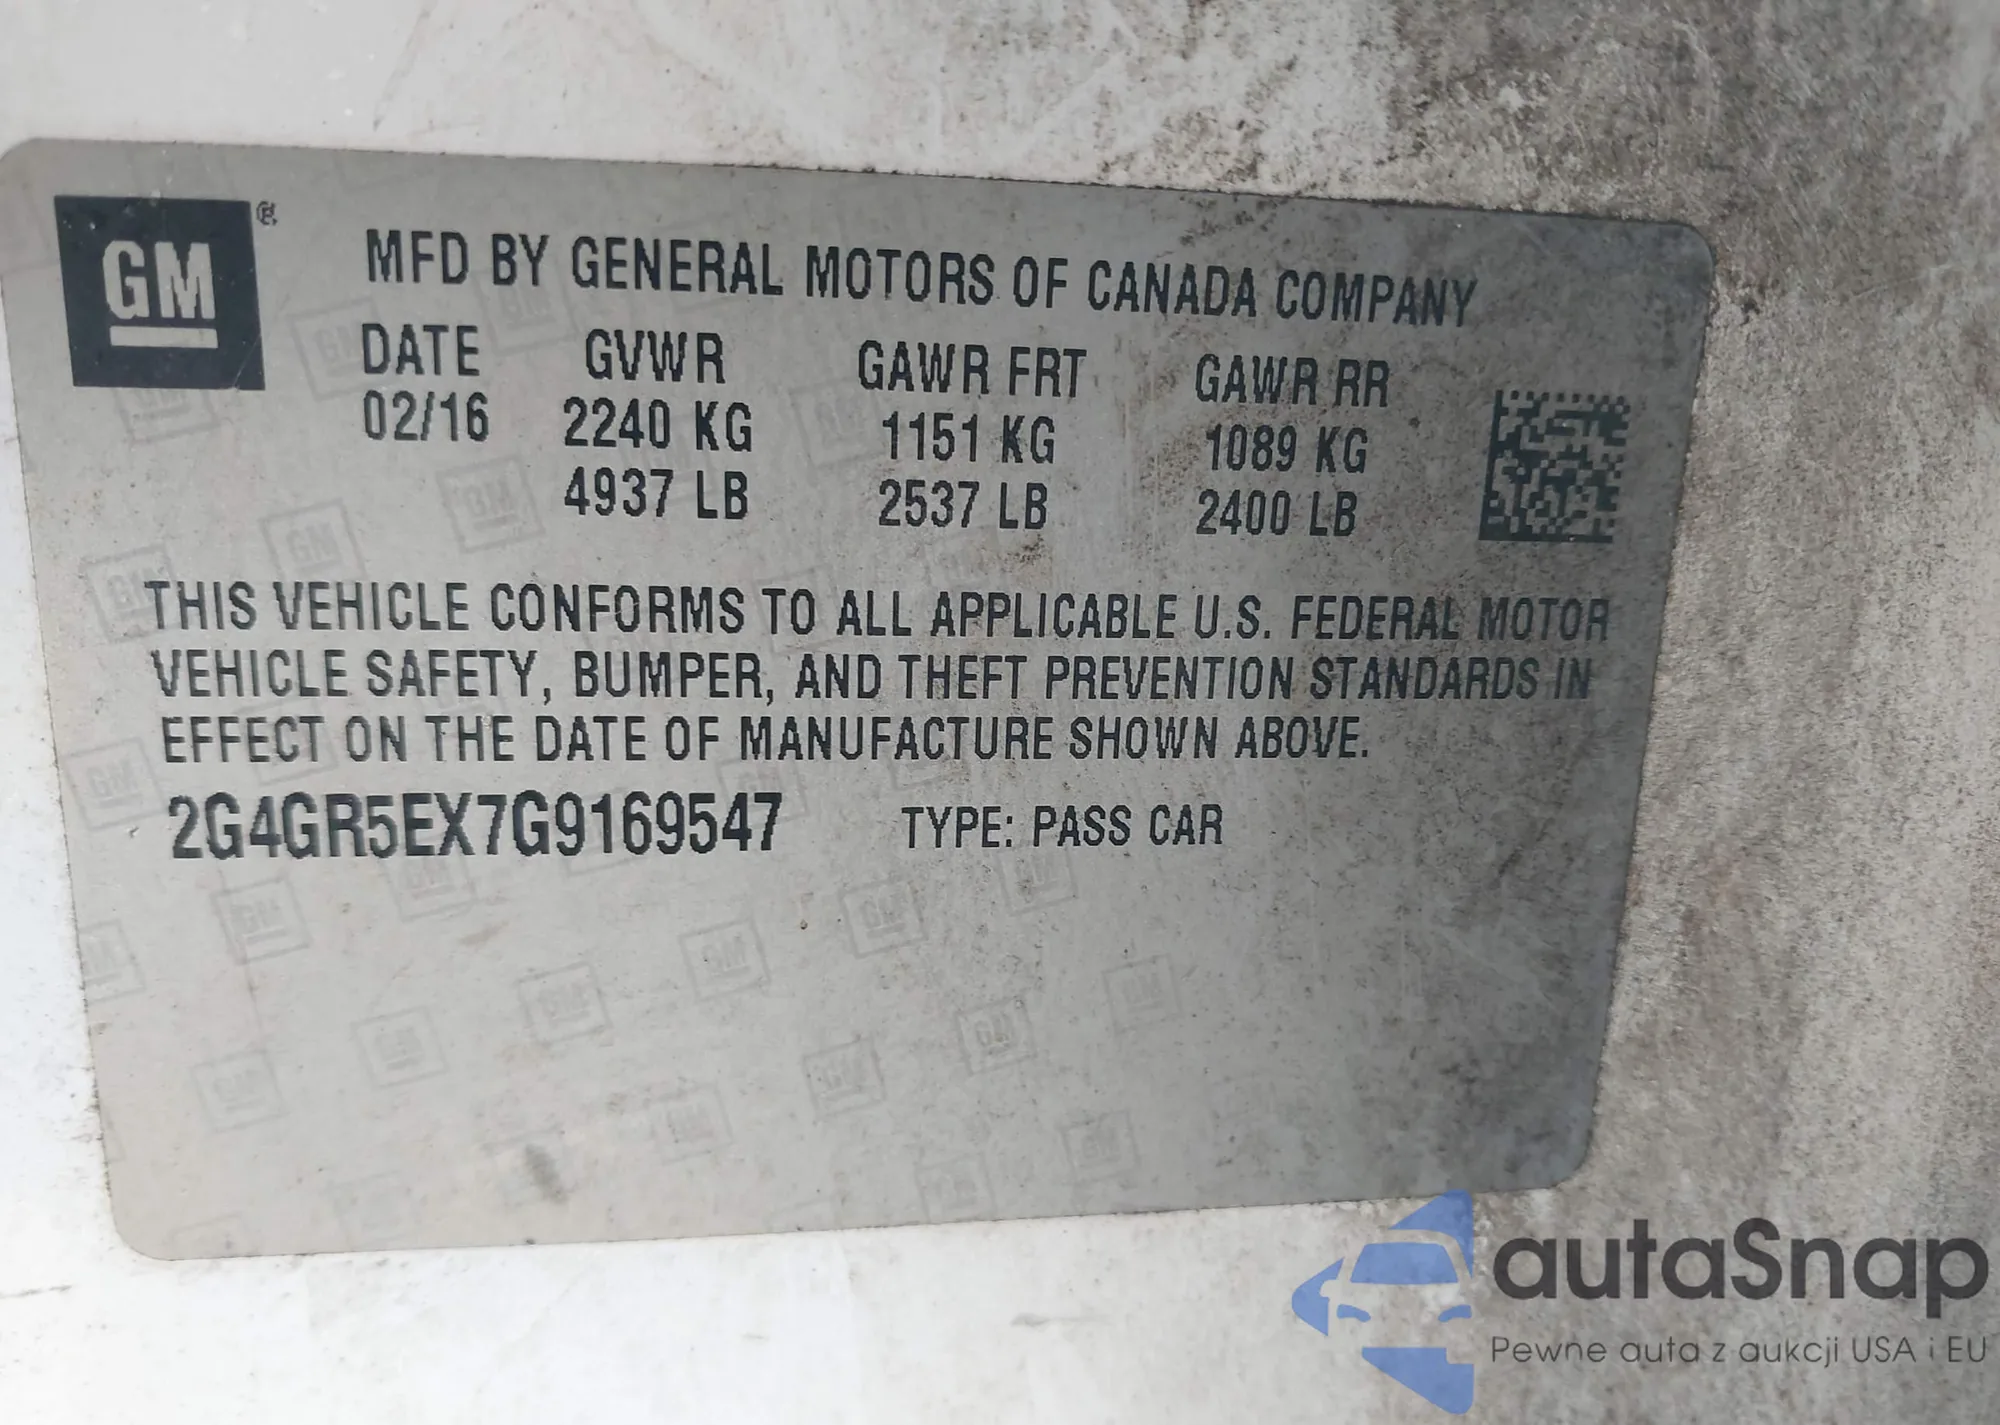 GM ®
MFD BY GENERAL MOTORS OF CANADA COMPANY
DATE GVWR GAWR FRT GAWR RR
02/16 2240 KG 1151 KG 1089 KG
4937 LB 2537 LB 2400 LB
THIS VEHICLE CONFORMS TO ALL APPLICABLE U.S. FEDERAL MOTOR
VEHICLE SAFETY, BUMPER, AND THEFT PREVENTION STANDARDS IN
EFFECT ON THE DATE OF MANUFACTURE SHOWN ABOVE.
2G4GR5EX7G9169547 TYPE: PASS CAR
autaSnap
Pewne auta z aukcji USA i EU